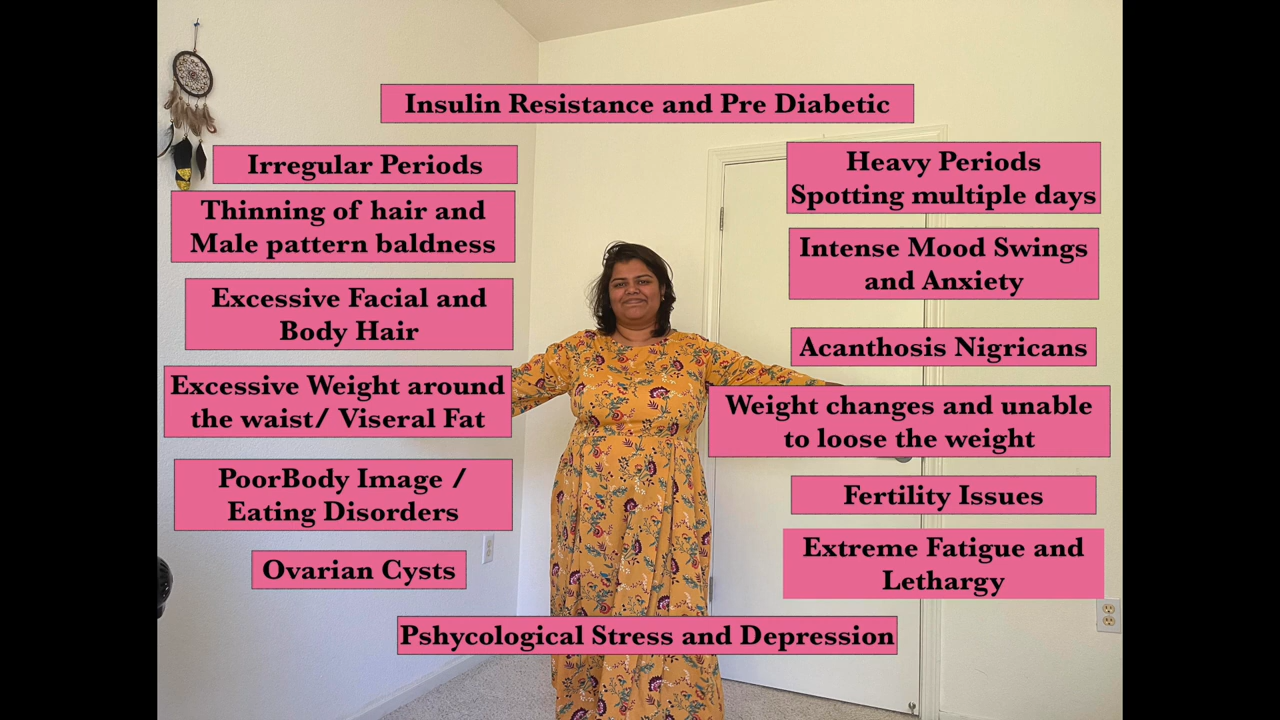 Insulin Resistance and Pre Diabetic
Irregular Periods
Thinning of hair and
Male pattern baldness
Excessive Facial and
Body Hair
Excessive Weight around
the waist/ Viseral Fat
PoorBody Image /
Eating Disorders
Ovarian Cysts
Heavy Periods
Spotting multiple days
Intense Mood Swings
and Anxiety
Acanthosis Nigricans
Weight changes and unable
to loose the weight
Fertility Issues
Extreme Fatigue and
Lethargy
Pshycological Stress and Depression